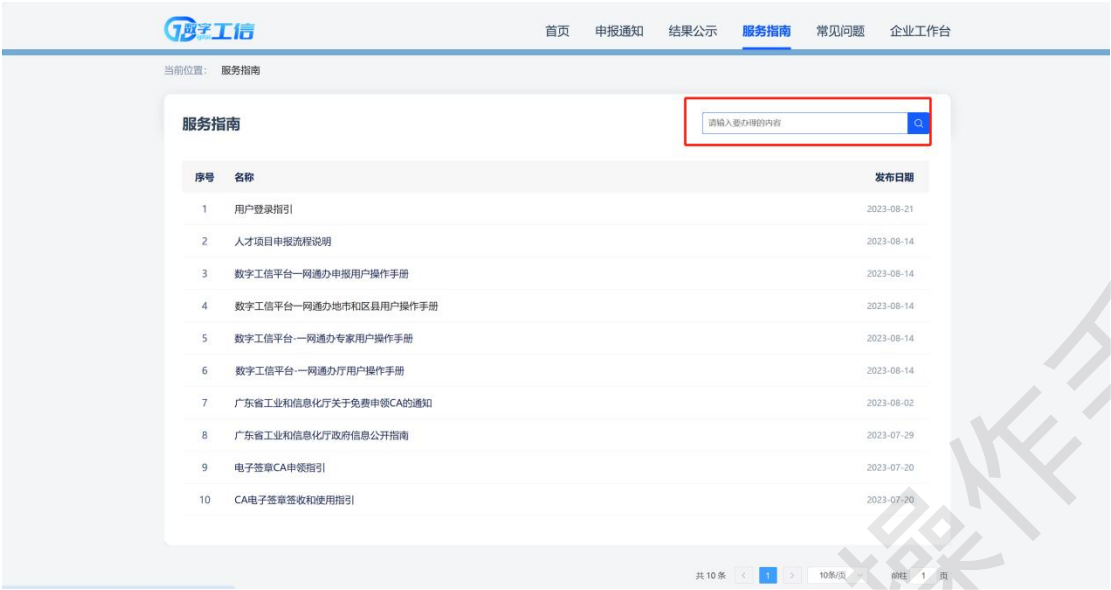 数字工信
首页 申报通知 结果公示 服务指南 常见问题 企业工作台
当前位置： 服务指南
服务指南
请输入要办理的内容
序号 名称 发布日期
1 用户登录指引 2023-08-21
2 人才项目申报流程说明 2023-08-14
3 数字工信平台一网通办申报用户操作手册 2023-08-14
4 数字工信平台一网通办地市和区县用户操作手册 2023-08-14
5 数字工信平台-一网通办专家用户操作手册 2023-08-14
6 数字工信平台-一网通办厅用户操作手册 2023-08-14
7 广东省工业和信息化厅关于免费申领CA的通知 2023-08-02
8 广东省工业和信息化厅政府信息公开指南 2023-07-29
9 电子签章CA申领指引 2023-07-20
10 CA电子签章签收和使用指引 2023-07-20
共 10 条 < 1 > 10条/页 前往 1 页
操作手